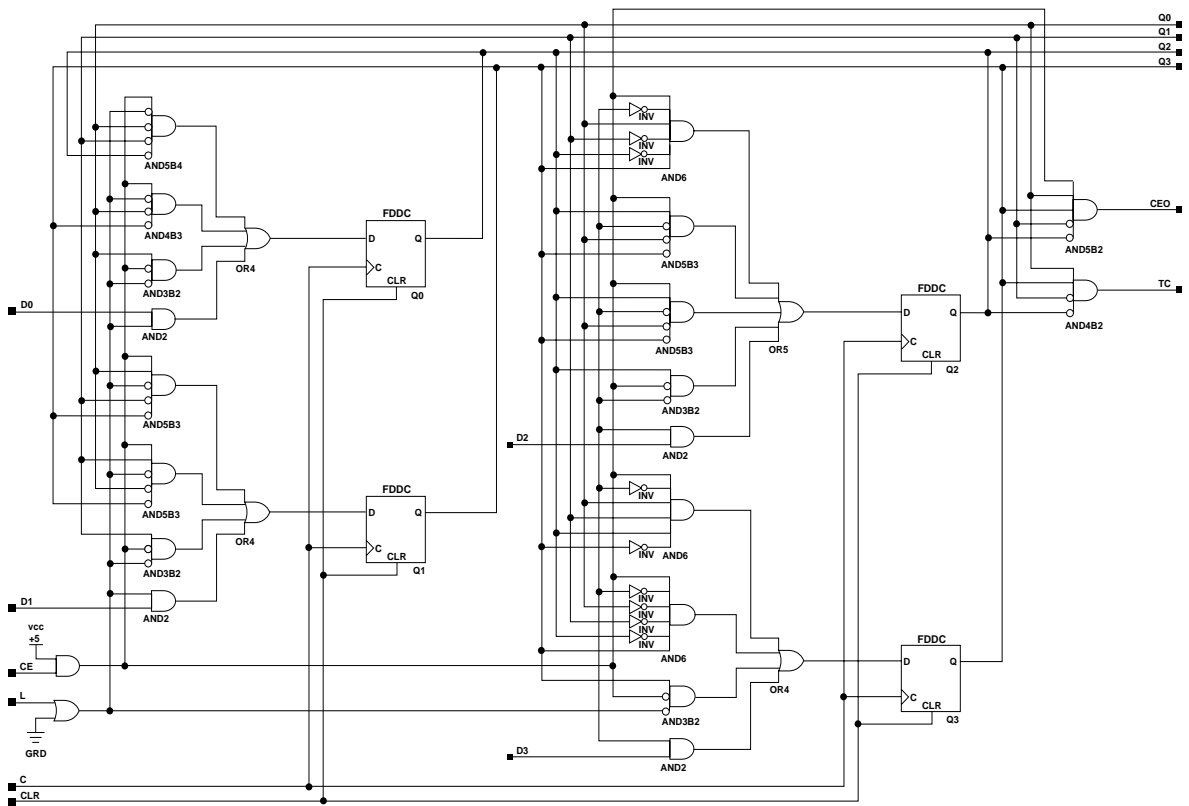 Q0
Q1
Q2
Q3
INV
INV
INV
AND6
AND5B4
AND4B3
FDDC
D
Q
C
CLR
Q0
OR4
AND3B2
D0
AND2
AND5B3
AND5B3
OR5
FDDC
D
Q
C
CLR
Q2
CEO
AND5B2
TC
AND4B2
AND3B2
D2
AND2
AND5B3
AND5B3
OR4
FDDC
D
Q
C
CLR
Q1
AND3B2
D1
AND2
INV
INV
AND6
INV
INV
INV
INV
AND6
OR4
FDDC
D
Q
C
CLR
Q3
AND3B2
D3
AND2
vcc
+5
CE
L
GRD
C
CLR